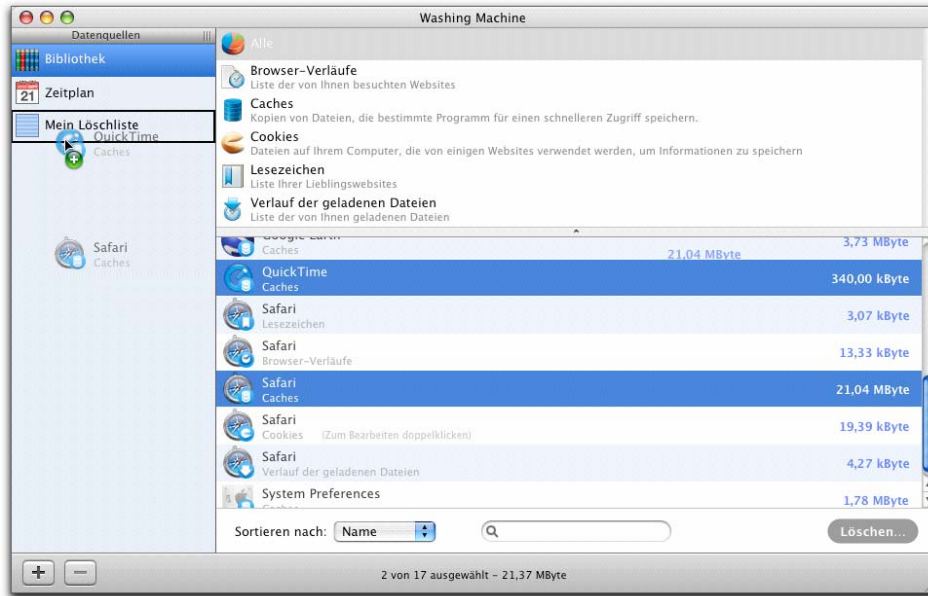 Washing Machine
Datenquellen
Bibliothek
21
Zeitplan
Mein Löschliste
QuickTime
Caches
Safari
Caches
Alle
Browser-Verläufe
Liste der von Ihnen besuchten Websites
Caches
Kopien von Dateien, die bestimmte Programm für einen schnelleren Zugriff speichern.
Cookies
Dateien auf Ihrem Computer, die von einigen Websites verwendet werden, um Informationen zu speichern
Lesezeichen
Liste Ihrer Lieblingswebsites
Verlauf der geladenen Dateien
Liste der von Ihnen geladenen Dateien
Google Earth
Caches
21,04 MByte
3,73 MByte
QuickTime
Caches
340,00 kByte
Safari
Lesezeichen
3,07 kByte
Safari
Browser-Verläufe
13,33 kByte
Safari
Caches
21,04 MByte
Safari
Cookies (Zum Bearbeiten doppelklicken)
19,39 kByte
Safari
Verlauf der geladenen Dateien
4,27 kByte
System Preferences
Caches
1,78 MByte
Sortieren nach: Name
Löschen...
2 von 17 ausgewählt – 21,37 MByte